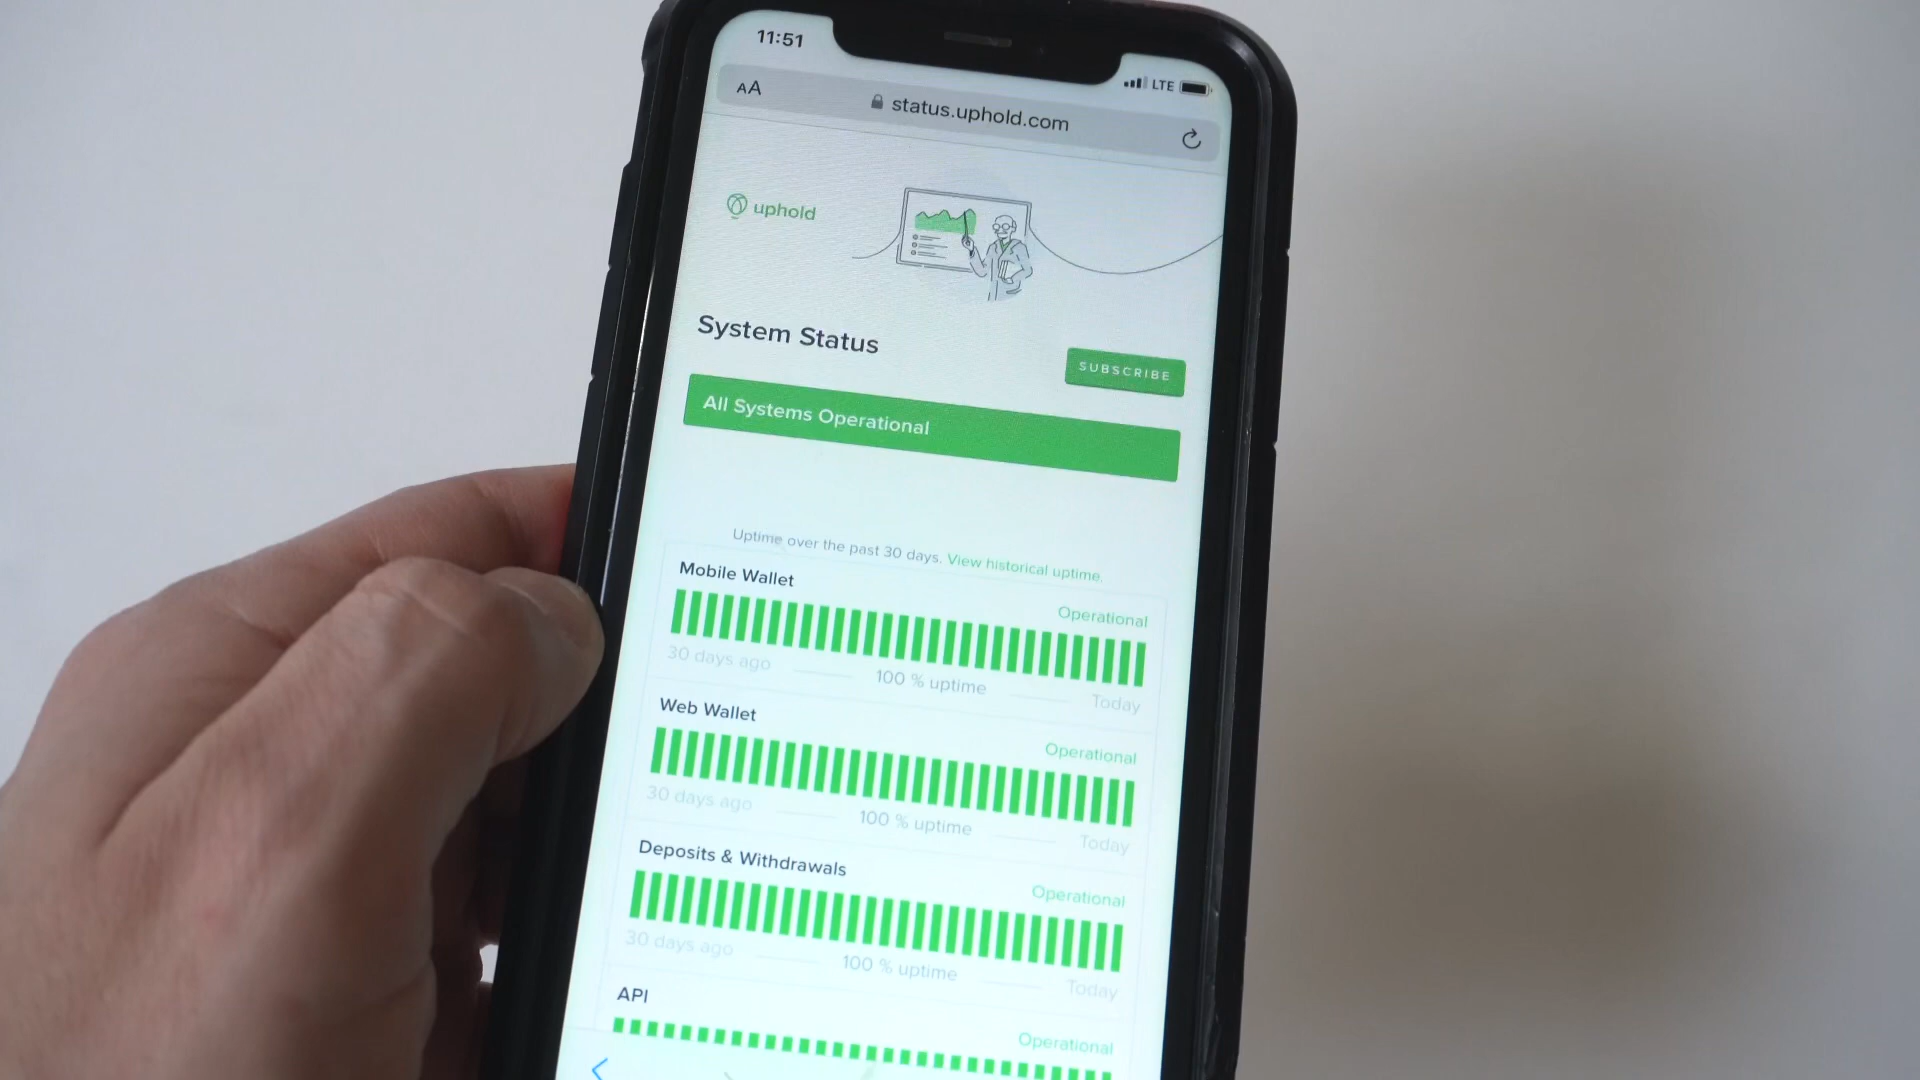 11:51
LTE
AA
status.uphold.com
uphold
System Status
SUBSCRIBE
All Systems Operational
Uptime over the past 30 days. View historical uptime.
Mobile Wallet
Operational
30 days ago
100 % uptime
Today
Web Wallet
Operational
30 days ago
100 % uptime
Today
Deposits & Withdrawals
Operational
30 days ago
100 % uptime
Today
API
Operational